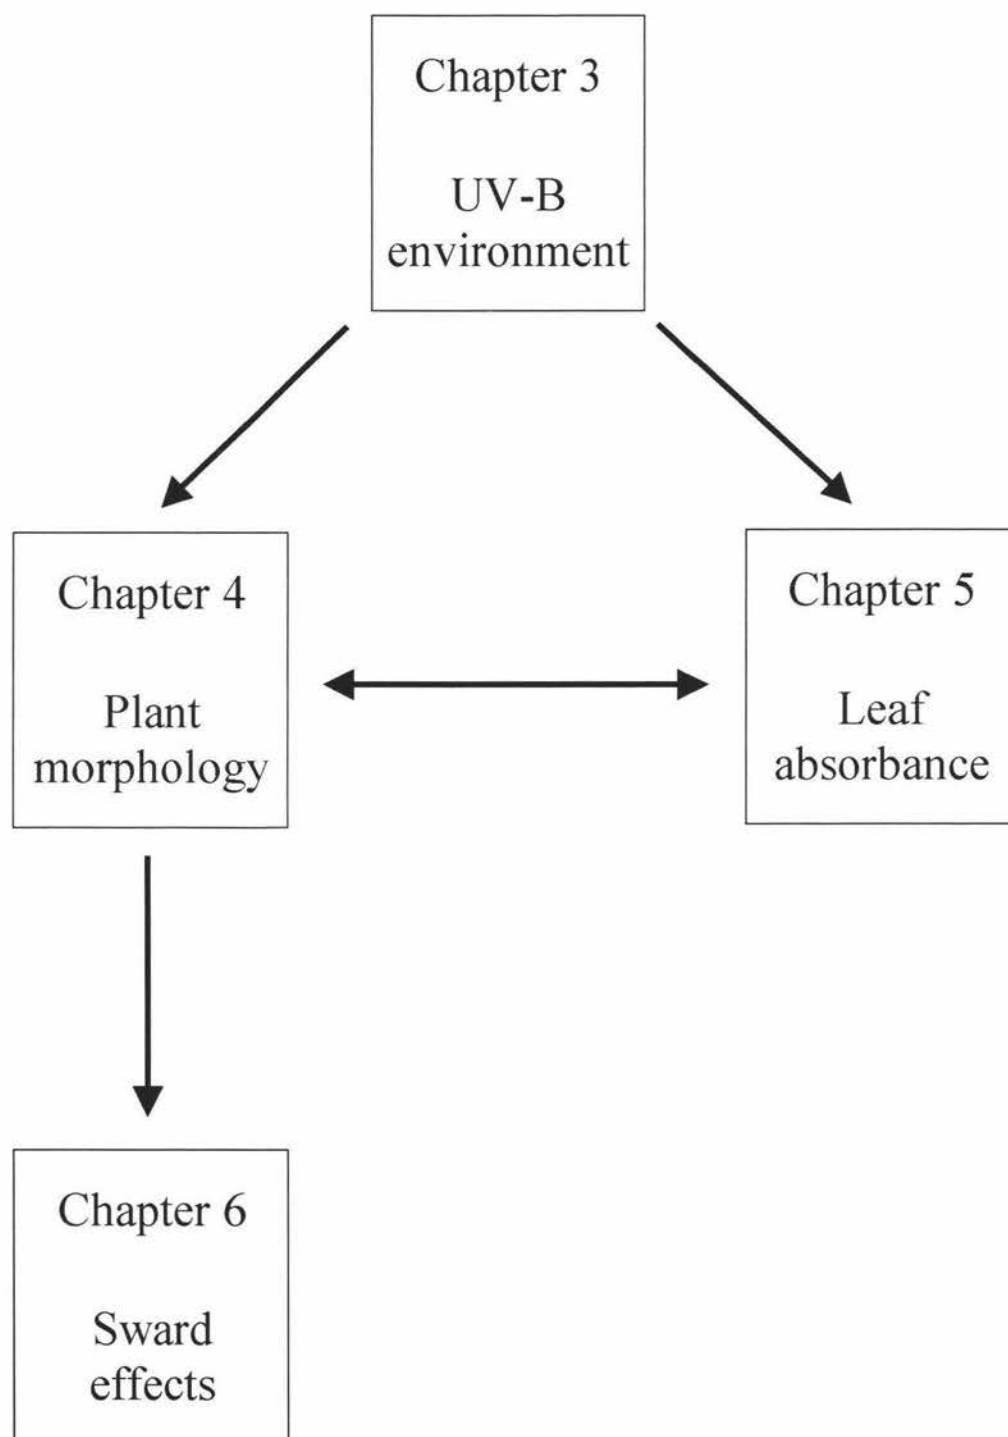 Chapter 3
UV-B
environment
Chapter 4
Plant
morphology
Chapter 5
Leaf
absorbance
Chapter 6
Sward
effects